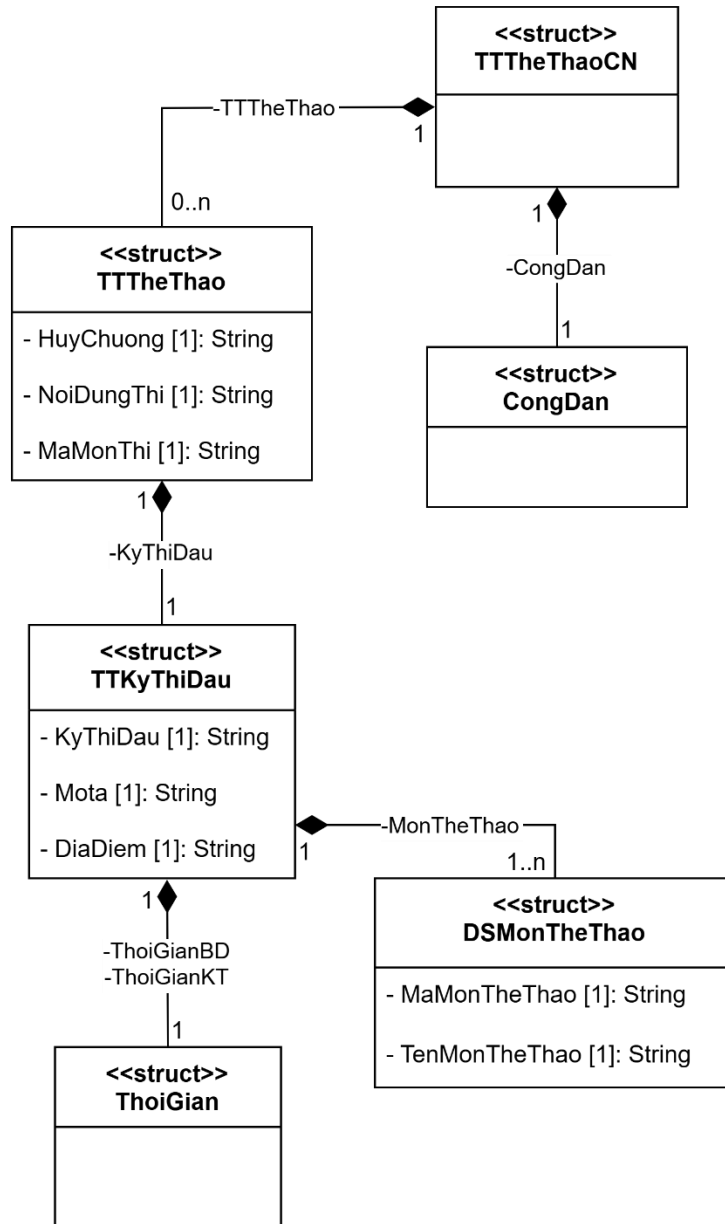 <<struct>>
TTTheThaoCN
-TTTheThao
1
0..n
1
-CongDan
1
<<struct>>
TTTheThao
- HuyChuong [1]: String
- NoiDungThi [1]: String
- MaMonThi [1]: String
<<struct>>
CongDan
1
-KyThiDau
1
<<struct>>
TTKyThiDau
- KyThiDau [1]: String
- Mota [1]: String
- DiaDiem [1]: String
-MonTheThao
1
1..n
1
-ThoiGianBD
-ThoiGianKT
1
<<struct>>
DSMonTheThao
- MaMonTheThao [1]: String
- TenMonTheThao [1]: String
<<struct>>
ThoiGian